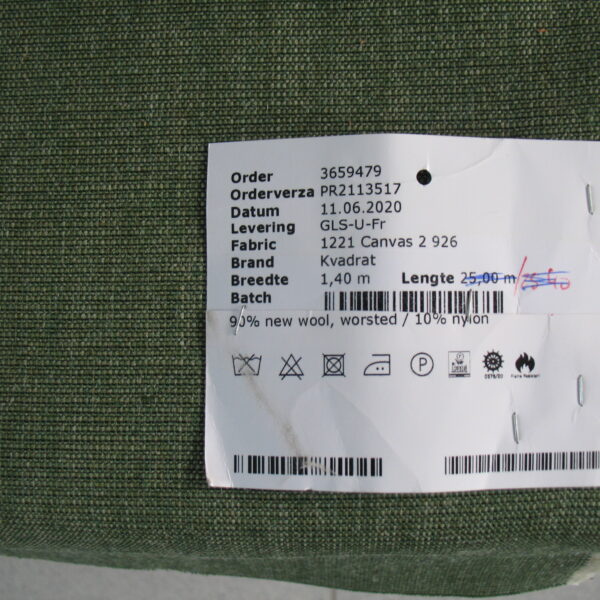 Order 3659479
Orderverza PR2113517
Datum 11.06.2020
Levering GLS-U-Fr
Fabric 1221 Canvas 2 926
Brand Kvadrat
Breedte 1,40 m Lengte 25,00 m
Batch
90% new wool, worsted / 10% nylon
P